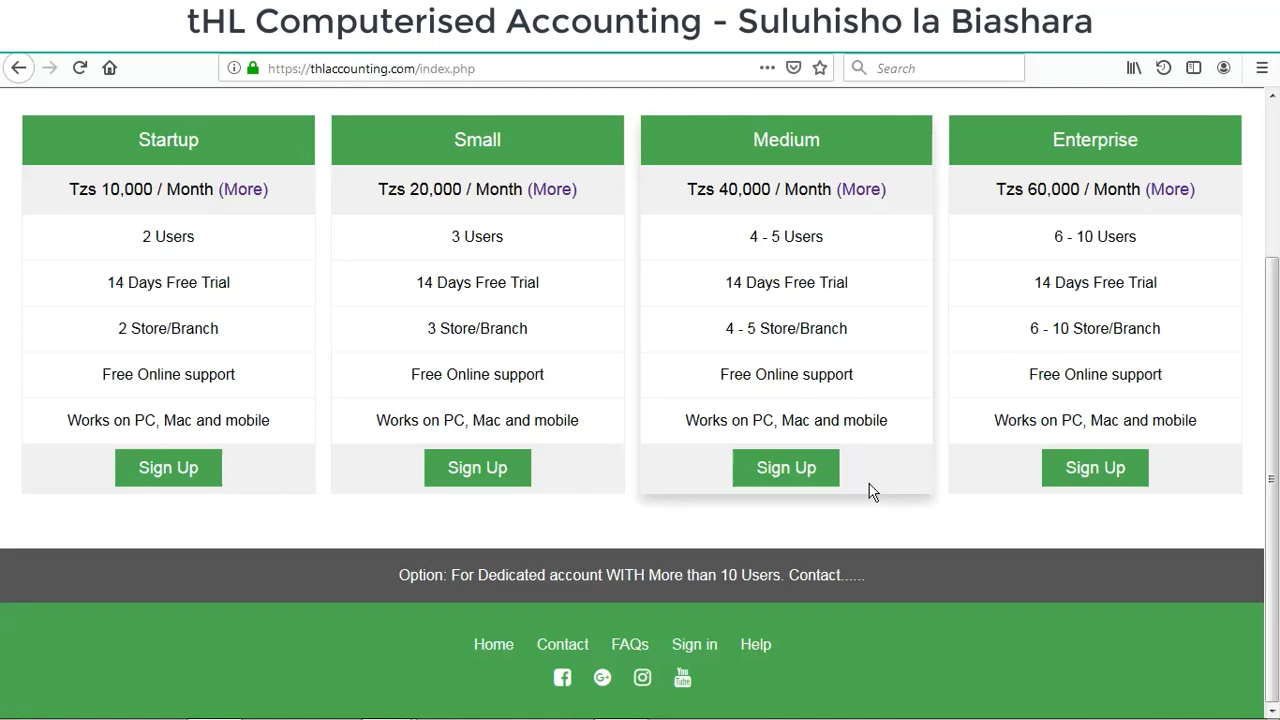 tHL Computerised Accounting - Suluhisho la Biashara
https://thlaccounting.com/index.php
Search
Startup
Tzs 10,000 / Month (More)
2 Users
14 Days Free Trial
2 Store/Branch
Free Online support
Works on PC, Mac and mobile
Sign Up
Small
Tzs 20,000 / Month (More)
3 Users
14 Days Free Trial
3 Store/Branch
Free Online support
Works on PC, Mac and mobile
Sign Up
Medium
Tzs 40,000 / Month (More)
4 - 5 Users
14 Days Free Trial
4 - 5 Store/Branch
Free Online support
Works on PC, Mac and mobile
Sign Up
Enterprise
Tzs 60,000 / Month (More)
6 - 10 Users
14 Days Free Trial
6 - 10 Store/Branch
Free Online support
Works on PC, Mac and mobile
Sign Up
Option: For Dedicated account WITH More than 10 Users. Contact......
Home Contact FAQs Sign in Help
You Tube